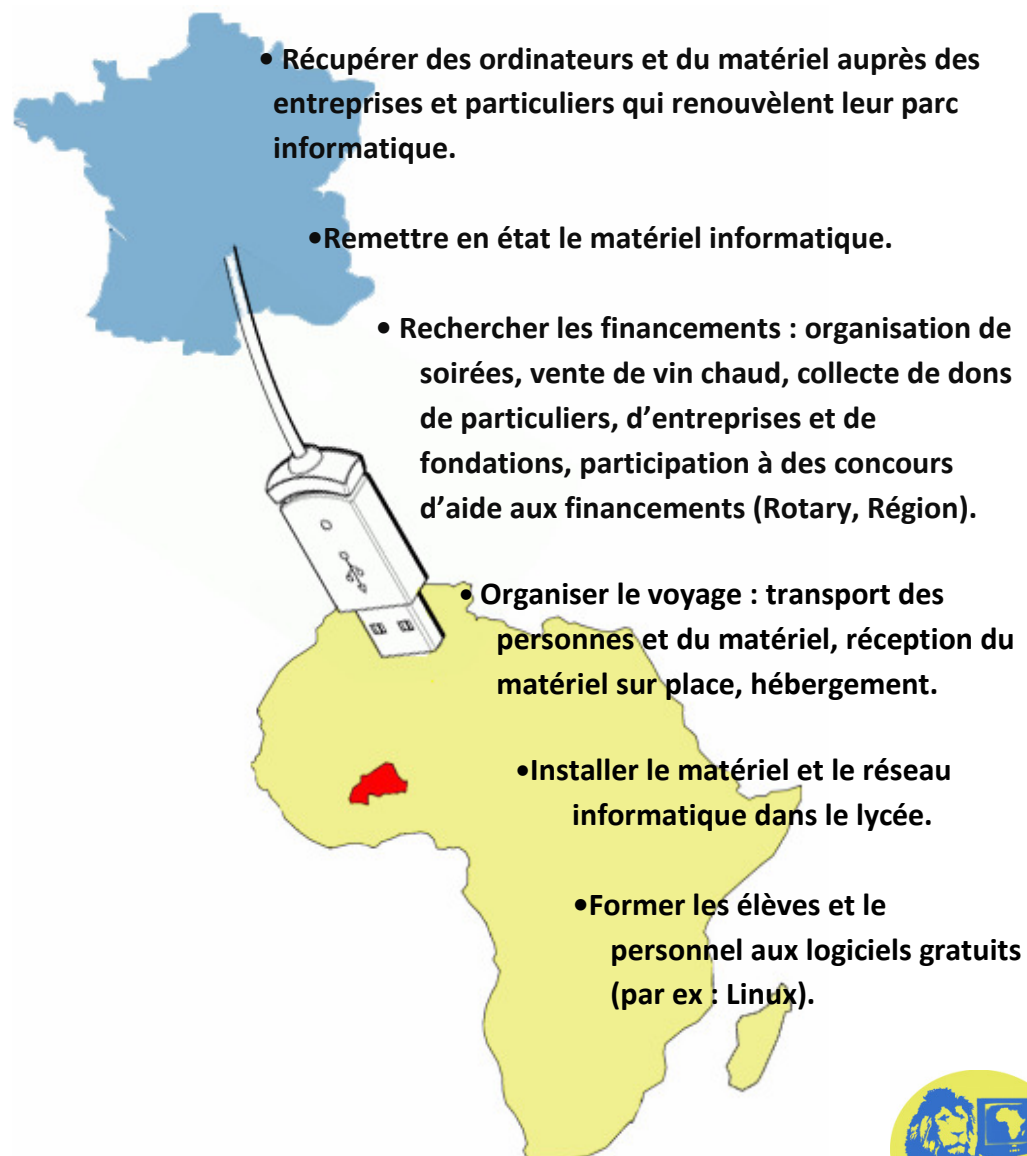 • Récupérer des ordinateurs et du matériel auprès des
entreprises et particuliers qui renouvèlent leur parc
informatique.
•Remettre en état le matériel informatique.
• Rechercher les financements : organisation de
soirées, vente de vin chaud, collecte de dons
de particuliers, d’entreprises et de
fondations, participation à des concours
d’aide aux financements (Rotary, Région).
• Organiser le voyage : transport des
personnes et du matériel, réception du
matériel sur place, hébergement.
•Installer le matériel et le réseau
informatique dans le lycée.
•Former les élèves et le
personnel aux logiciels gratuits
(par ex : Linux).